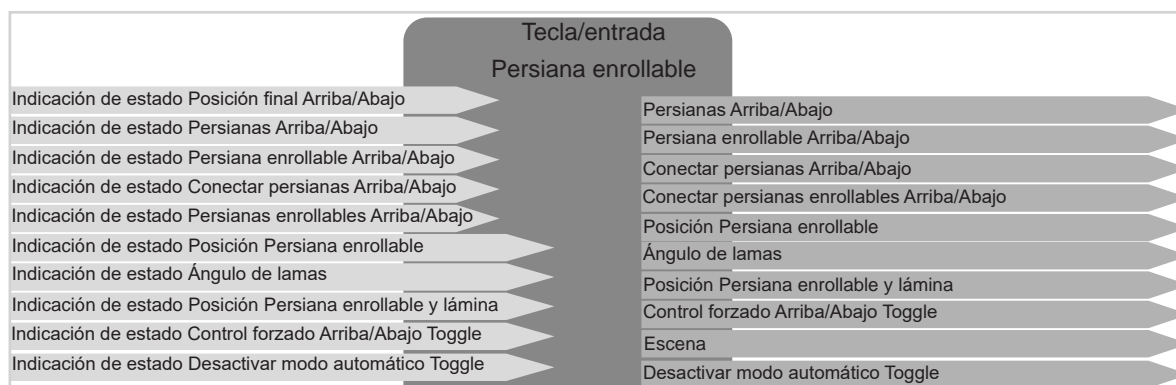 Tecla/entrada
Persiana enrollable
Indicación de estado Posición final Arriba/Abajo
Indicación de estado Persianas Arriba/Abajo
Indicación de estado Persiana enrollable Arriba/Abajo
Indicación de estado Conectar persianas Arriba/Abajo
Indicación de estado Persianas enrollables Arriba/Abajo
Indicación de estado Posición Persiana enrollable
Indicación de estado Ángulo de lamas
Indicación de estado Posición Persiana enrollable y lámina
Indicación de estado Control forzado Arriba/Abajo Toggle
Indicación de estado Desactivar modo automático Toggle
Persianas Arriba/Abajo
Persiana enrollable Arriba/Abajo
Conectar persianas Arriba/Abajo
Conectar persianas enrollables Arriba/Abajo
Posición Persiana enrollable
Ángulo de lamas
Posición Persiana enrollable y lámina
Control forzado Arriba/Abajo Toggle
Escena
Desactivar modo automático Toggle